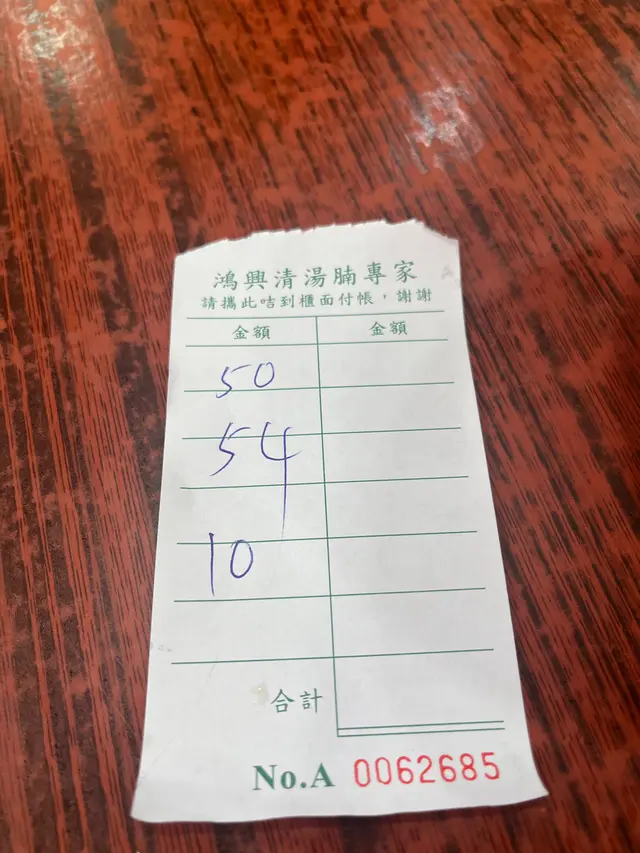 鴻興清湯腩專家
請攜此咭到櫃面付帳，謝謝
金額 金額
50
54
10
合計
No.A 0062685